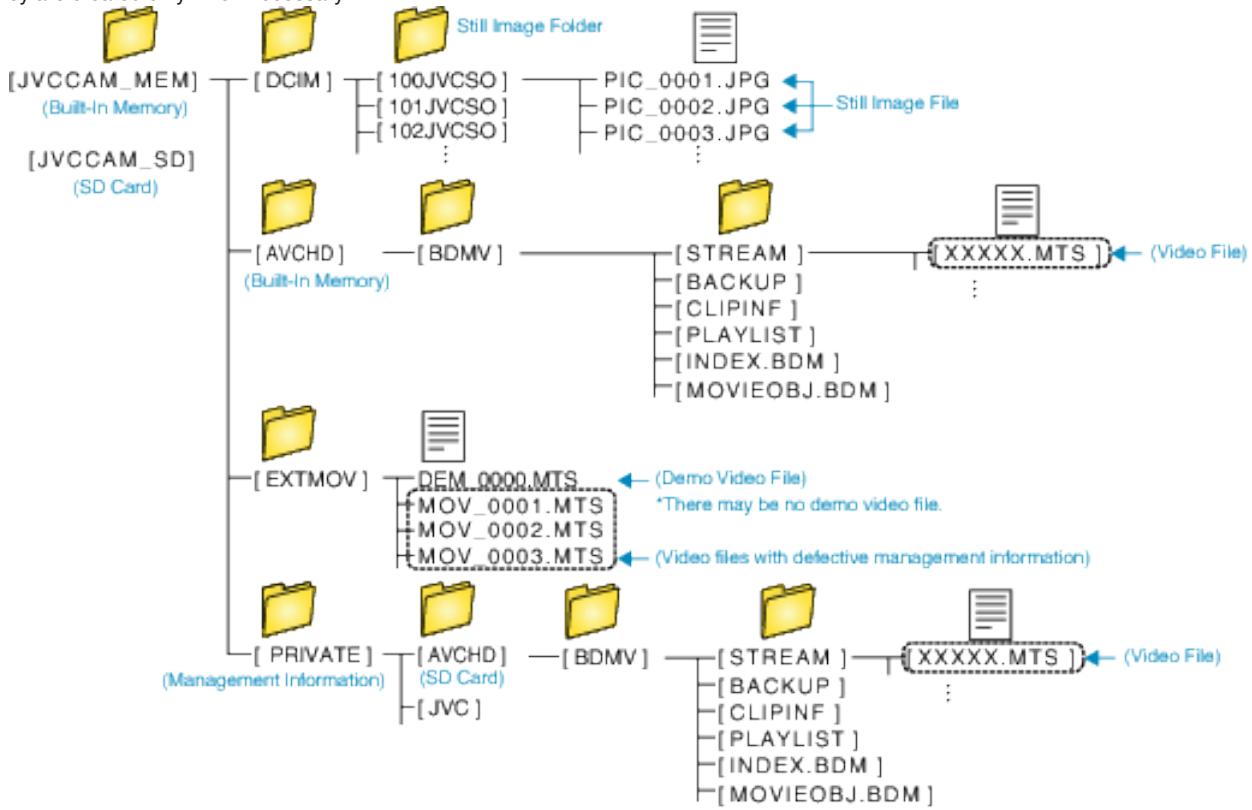 Still Image Folder
[JVCCAM_MEM] [DCIM] [100JVCSO] PIC_0001.JPG
(Built-In Memory) [101JVCSO] PIC_0002.JPG Still Image File
[102JVCSO] PIC_0003.JPG
[JVCCAM_SD]
(SD Card)
[AVCHD] [BDMV] [STREAM ] [XXXXX.MTS ] (Video File)
(Built-In Memory) [BACKUP ]
[CLIPINF ]
[PLAYLIST ]
[INDEX.BDM ]
[MOVIEOBJ.BDM ]
[EXTMOV ] DEM_0000.MTS (Demo Video File)
MOV_0001.MTS *There may be no demo video file.
MOV_0002.MTS
MOV_0003.MTS (Video files with defective management information)
[ PRIVATE ] [AVCHD] [BDMV ] [STREAM ] [XXXXX.MTS ] (Video File)
(Management Information) (SD Card) [BACKUP ]
[JVC ] [CLIPINF ]
[PLAYLIST ]
[INDEX.BDM ]
[MOVIEOBJ.BDM ]